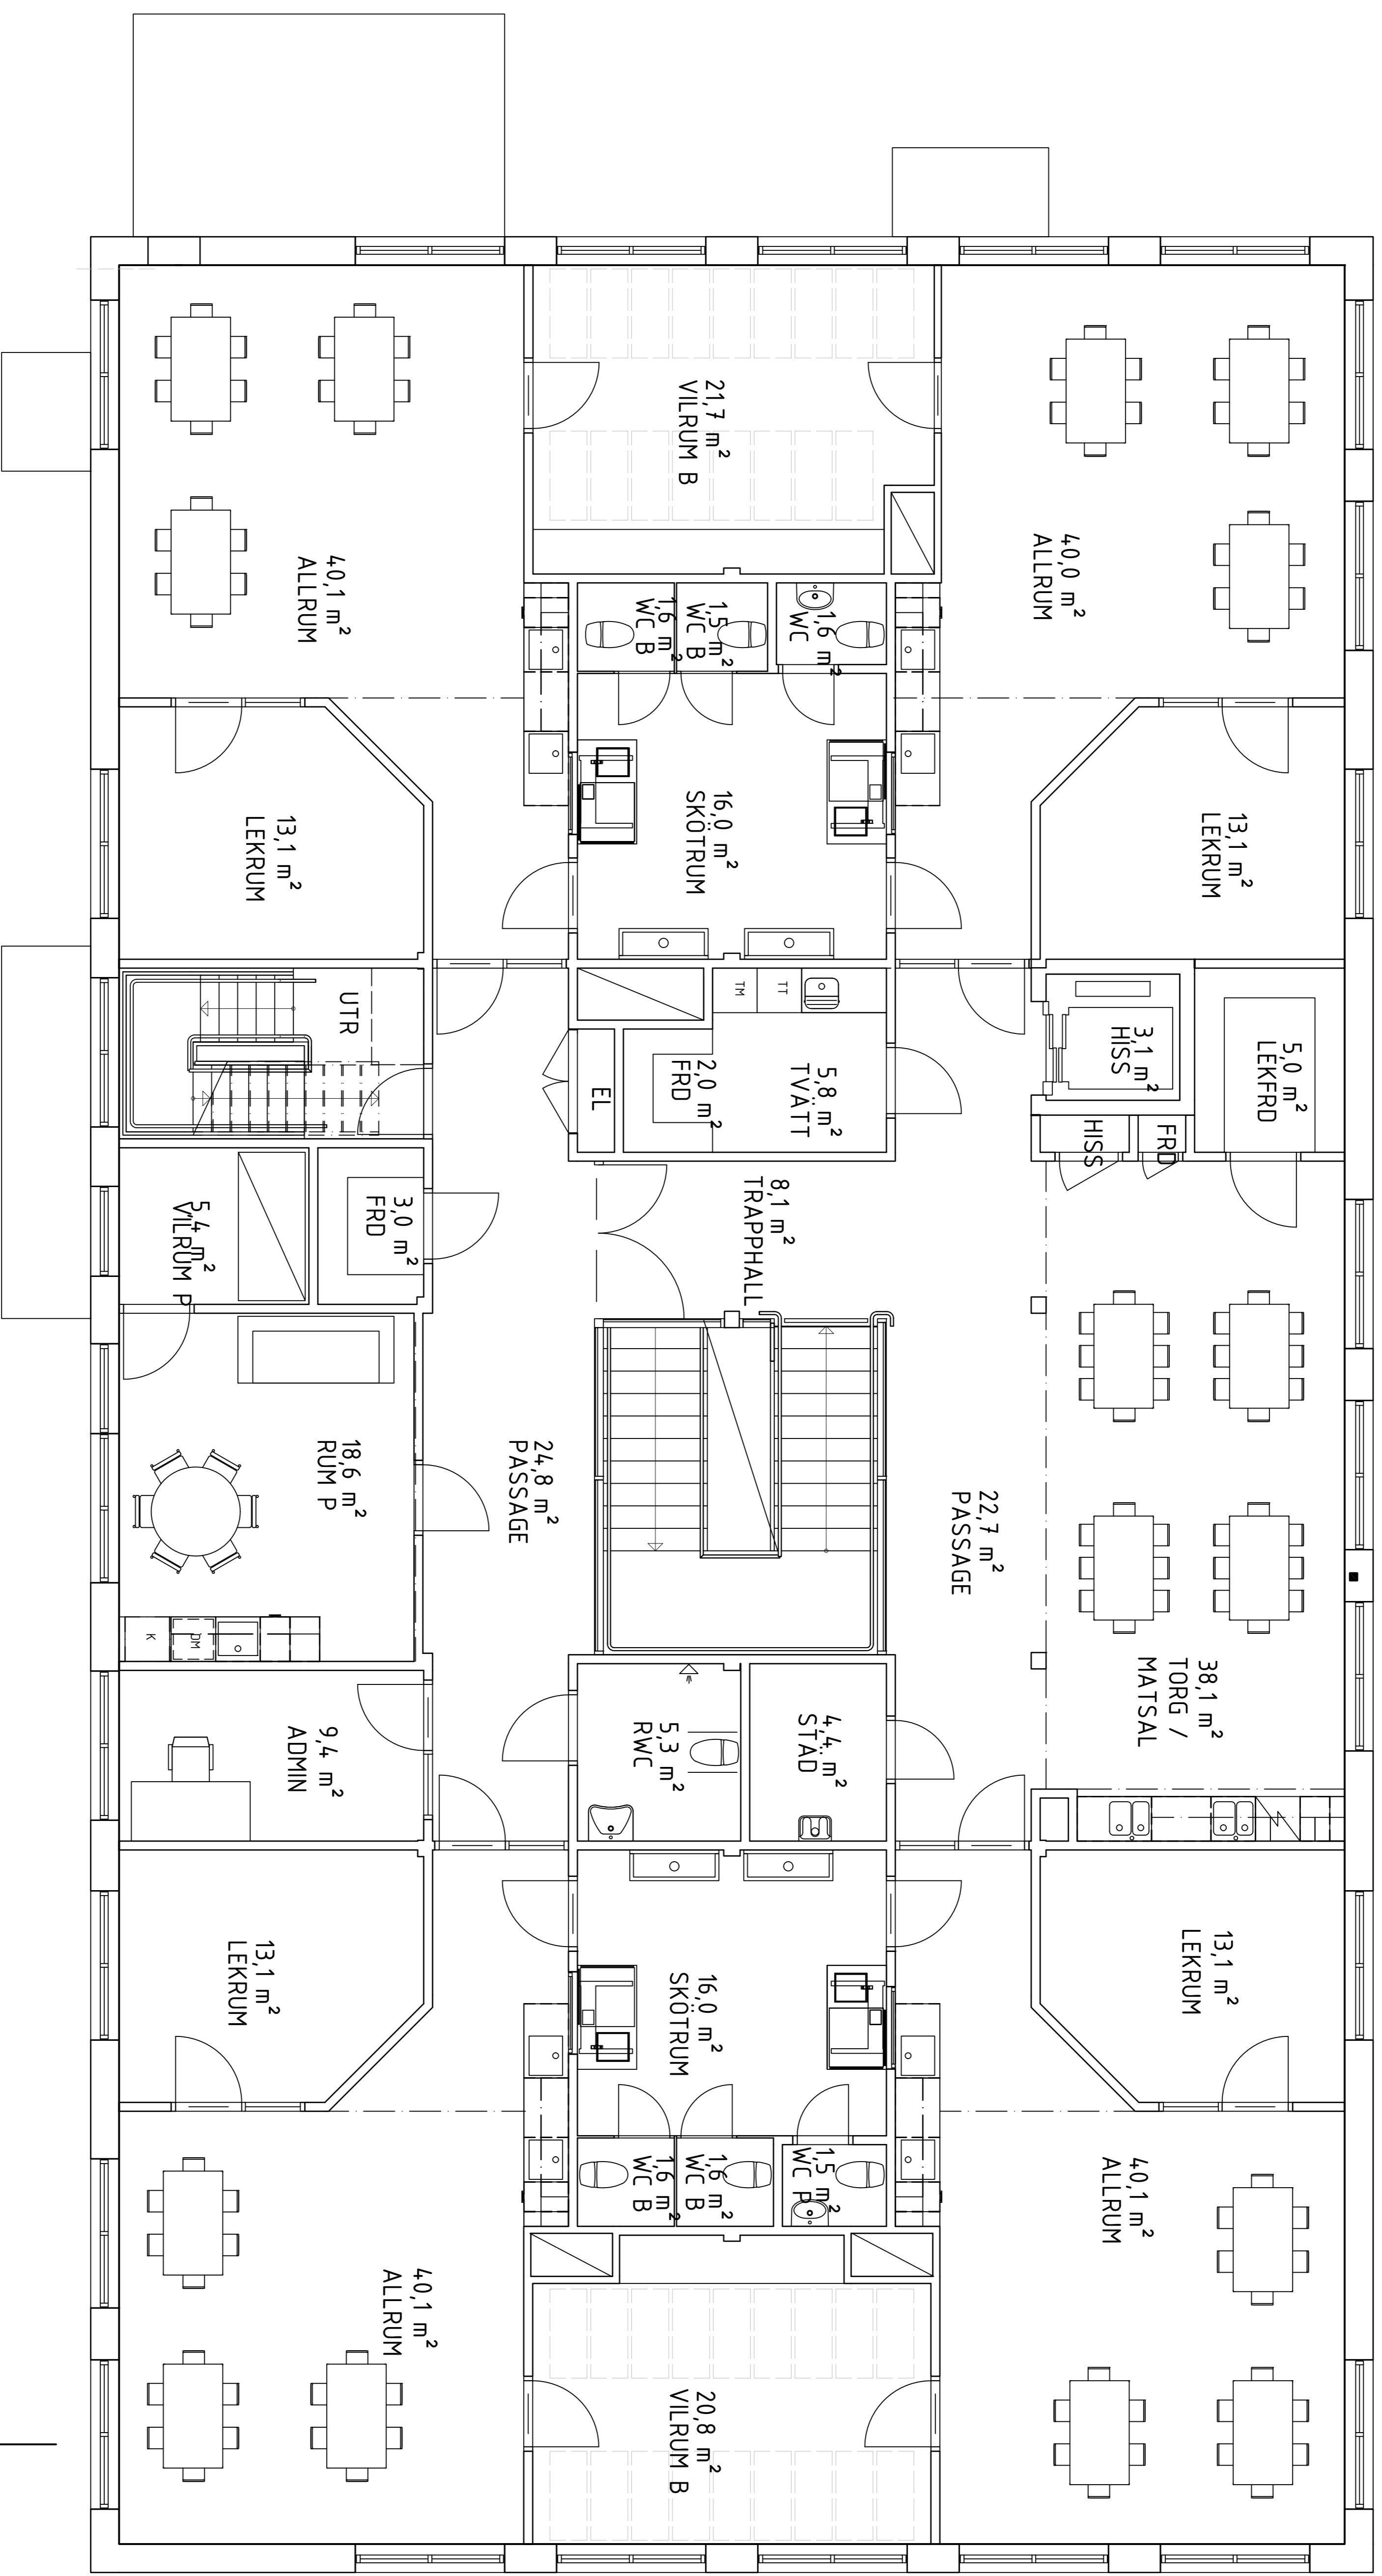 21,7 m²
VILRUM B
40,0 m²
ALLRUM
40,1 m²
ALLRUM
1,6 m²
WC B
1,5 m²
WC B
1,6 m²
WC
16,0 m²
SKÖTRUM
13,1 m²
LEKRUM
13,1 m²
LEKRUM
UTR
EL
TM
TT
2,0 m²
FRD
5,8 m²
TVÄTT
3,1 m²
HISS
5,0 m²
LEKFRD
HISS
FRD
5,4 m²
VILRUM P
3,0 m²
FRD
8,1 m²
TRAPPHALL
18,6 m²
RUM P
24,8 m²
PASSAGE
22,7 m²
PASSAGE
38,1 m²
TORG /
MATSAL
K
DM
9,4 m²
ADMIN
5,3 m²
RWC
4,4 m²
STÄD
13,1 m²
LEKRUM
16,0 m²
SKÖTRUM
13,1 m²
LEKRUM
1,6 m²
WC B
1,6 m²
WC B
1,5 m²
WC P
40,1 m²
ALLRUM
40,1 m²
ALLRUM
20,8 m²
VILRUM B